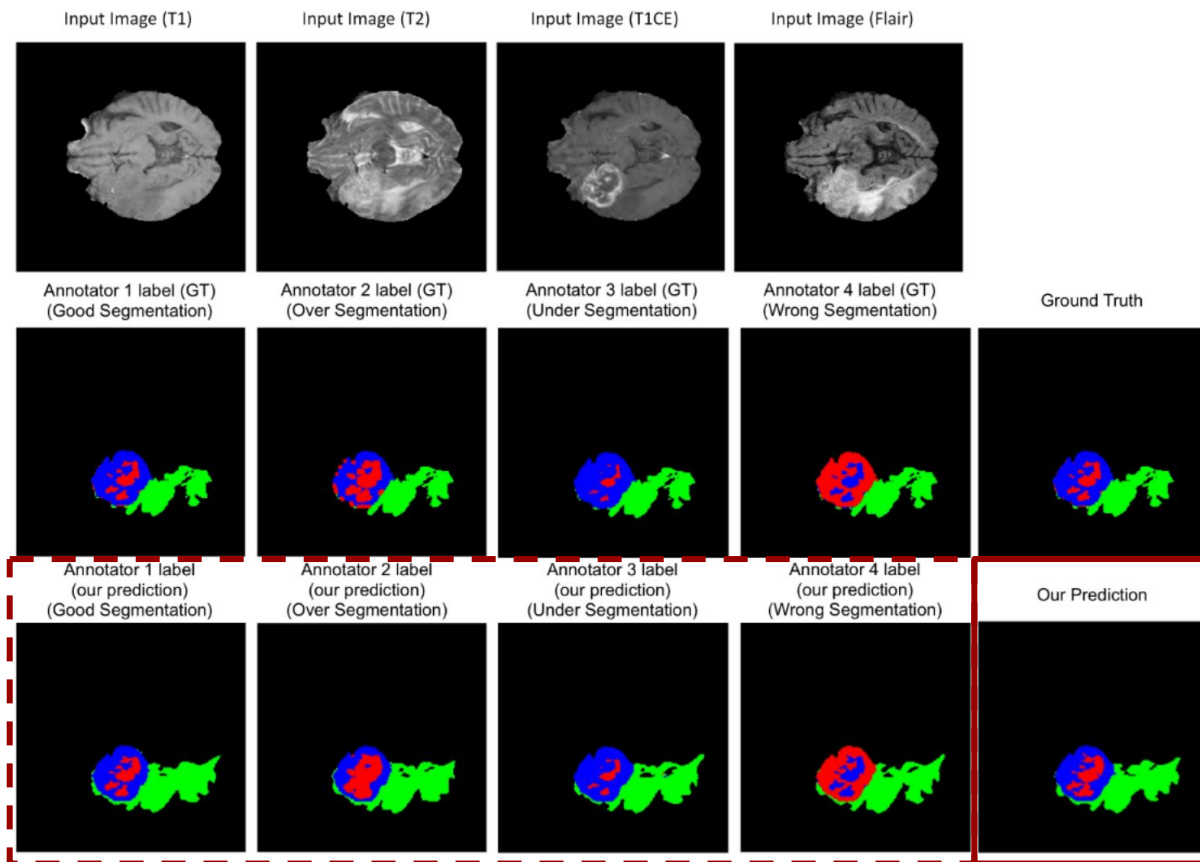 Input Image (T1)
Input Image (T2)
Input Image (T1CE)
Input Image (Flair)
Annotator 1 label (GT)
(Good Segmentation)
Annotator 2 label (GT)
(Over Segmentation)
Annotator 3 label (GT)
(Under Segmentation)
Annotator 4 label (GT)
(Wrong Segmentation)
Ground Truth
Annotator 1 label
(our prediction)
(Good Segmentation)
Annotator 2 label
(our prediction)
(Over Segmentation)
Annotator 3 label
(our prediction)
(Under Segmentation)
Annotator 4 label
(our prediction)
(Wrong Segmentation)
Our Prediction